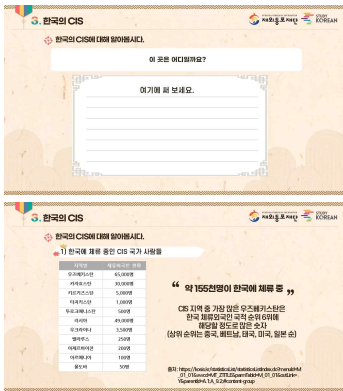 3. 한국의 CIS
재외동포재단
STUDY KOREAN
한국의 CIS에 대해 알아봅시다.
이 곳은 어디일까요?
여기에 써 보세요.
3. 한국의 CIS
재외동포재단
STUDY KOREAN
한국의 CIS에 대해 알아봅시다.
1) 한국에 체류 중인 CIS 국가 사람들
우즈베키스탄 65,000명
카자흐스탄 30,000명
키르기즈스탄 5,000명
타지키스탄 1,000명
투르크메니스탄 500명
러시아 49,000명
우크라이나 3,500명
벨라루스 250명
아제르바이잔 200명
아르메니아 100명
몰도바 50명
“ 약 155천명이 한국에 체류 중 ”
CIS 지역 중 가장 많은 우즈베키스탄은
한국 체류외국인 국적 순위 6위에
해당할 정도로 많은 숫자
(상위 순위는 중국, 베트남, 태국, 미국, 일본 순)